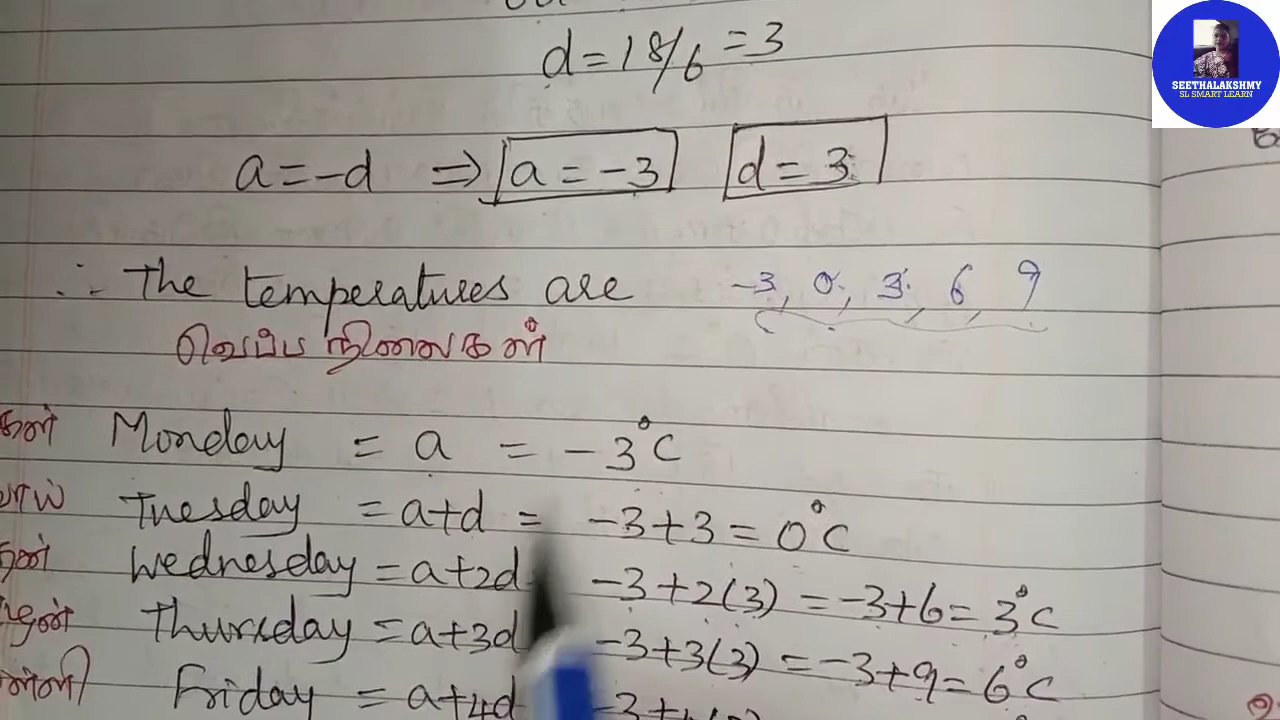 d = 18/6 = 3
a = -d ⇒ a = -3 d = 3
∴ The temperatures are -3, 0, 3, 6, 9
வெப்ப நிலைகள்
Monday = a = -3°C
Tuesday = a+d = -3+3 = 0°C
Wednesday = a+2d -3+2(3) = -3+6 = 3°C
Thursday = a+3d -3+3(3) = -3+9 = 6°C
Friday = a+4d -3+4
SEETHALAKSHMY
SL SMART LEARN